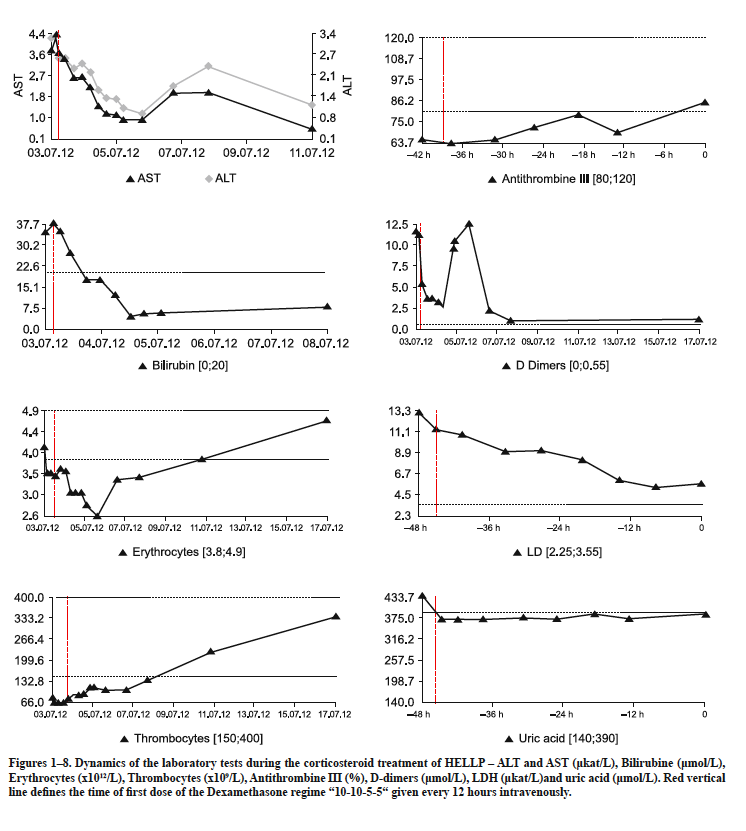 4.4
3.6
2.7
1.8
1.0
0.1
AST
3.4
2.7
2.1
1.4
0.8
0.1
ALT
03.07.12 05.07.12 07.07.12 09.07.12 11.07.12
AST ALT
120.0
108.7
97.5
86.2
75.0
63.7
–42 h –36 h –30 h –24 h –18 h –12 h –6 h 0
Antithrombine III [80;120]
37.7
30.2
22.6
15.1
7.5
0.0
03.07.12 04.07.12 05.07.12 06.07.12 07.07.12 08.07.12
Bilirubin [0;20]
12.5
10.0
7.5
5.0
2.5
0.0
03.07.12 05.07.12 07.07.12 09.07.12 11.07.12 13.07.12 15.07.12 17.07.12
D Dimers [0;0.55]
4.9
4.4
4.0
3.5
3.0
2.6
03.07.12 05.07.12 07.07.12 09.07.12 11.07.12 13.07.12 15.07.12 17.07.12
Erythrocytes [3.8;4.9]
13.3
11.1
8.9
6.7
4.5
2.3
–48 h –36 h –24 h –12 h 0
LD [2.25;3.55]
400.0
333.2
266.4
199.6
132.8
66.0
03.07.12 05.07.12 07.07.12 09.07.12 11.07.12 13.07.12 15.07.12 17.07.12
Thrombocytes [150;400]
433.7
375.0
316.2
257.5
198.7
140.0
–48 h –36 h –24 h –12 h 0
Uric acid [140;390]
Figures 1–8. Dynamics of the laboratory tests during the corticosteroid treatment of HELLP – ALT and AST (μkat/L), Bilirubine (μmol/L),
Erythrocytes (x10¹²/L), Thrombocytes (x10⁹/L), Antithrombine III (%), D-dimers (μmol/L), LDH (μkat/L)and uric acid (μmol/L). Red vertical
line defines the time of first dose of the Dexamethasone regime “10-10-5-5“ given every 12 hours intravenously.